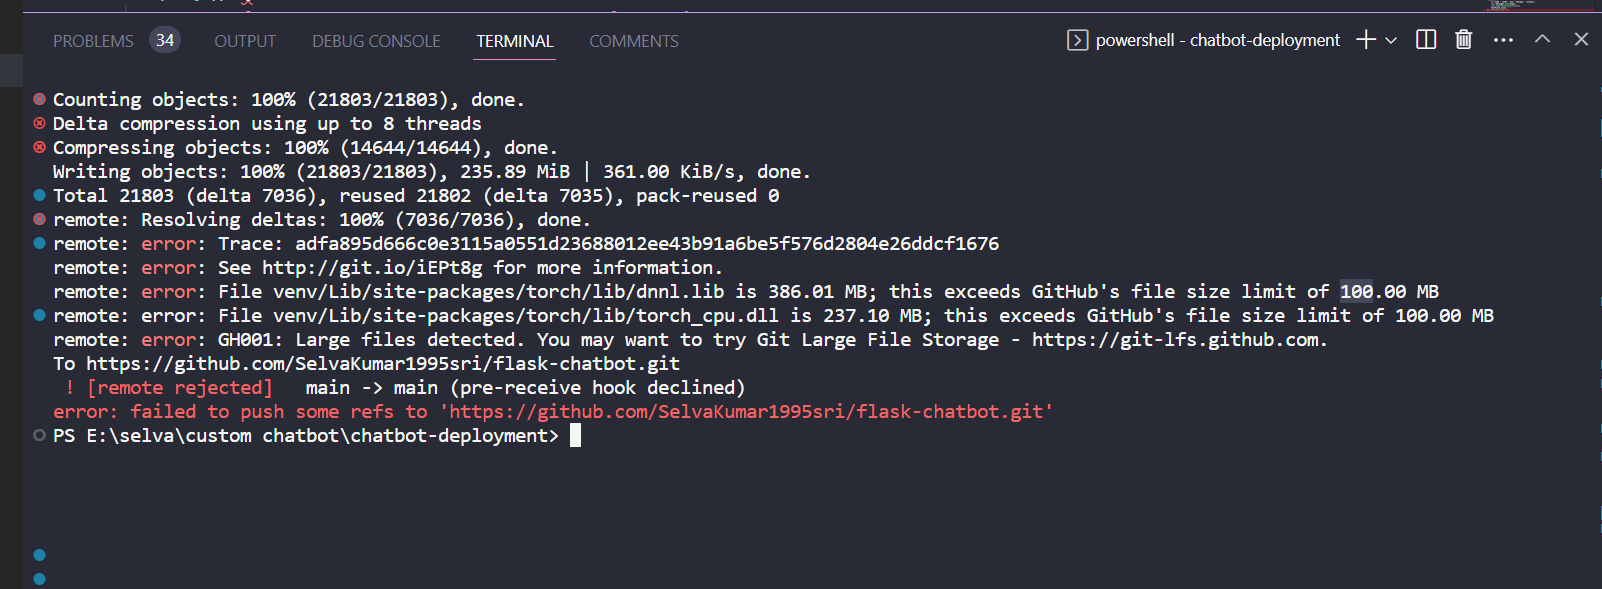 PROBLEMS 34 OUTPUT DEBUG CONSOLE TERMINAL COMMENTS powershell - chatbot-deployment
Counting objects: 100% (21803/21803), done.
Delta compression using up to 8 threads
Compressing objects: 100% (14644/14644), done.
Writing objects: 100% (21803/21803), 235.89 MiB | 361.00 KiB/s, done.
Total 21803 (delta 7036), reused 21802 (delta 7035), pack-reused 0
remote: Resolving deltas: 100% (7036/7036), done.
remote: error: Trace: adfa895d666c0e3115a0551d23688012ee43b91a6be5f576d2804e26ddcf1676
remote: error: See http://git.io/iEPt8g for more information.
remote: error: File venv/Lib/site-packages/torch/lib/dnnl.lib is 386.01 MB; this exceeds GitHub's file size limit of 100.00 MB
remote: error: File venv/Lib/site-packages/torch/lib/torch_cpu.dll is 237.10 MB; this exceeds GitHub's file size limit of 100.00 MB
remote: error: GH001: Large files detected. You may want to try Git Large File Storage - https://git-lfs.github.com.
To https://github.com/SelvaKumar1995sri/flask-chatbot.git
! [remote rejected] main -> main (pre-receive hook declined)
error: failed to push some refs to 'https://github.com/SelvaKumar1995sri/flask-chatbot.git'
PS E:\selva\custom chatbot\chatbot-deployment>